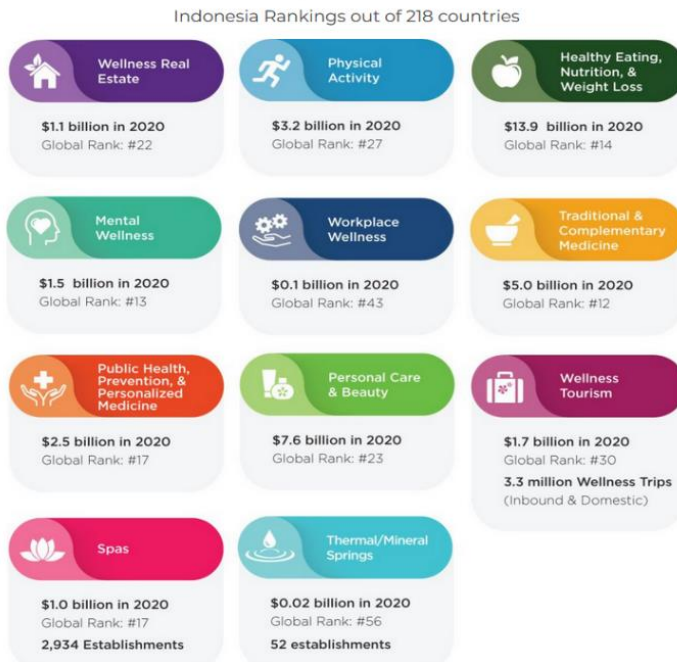 Indonesia Rankings out of 218 countries
Wellness Real
Estate
$1.1 billion in 2020
Global Rank: #22
Physical
Activity
$3.2 billion in 2020
Global Rank: #27
Healthy Eating,
Nutrition, &
Weight Loss
$13.9 billion in 2020
Global Rank: #14
Mental
Wellness
$1.5 billion in 2020
Global Rank: #13
Workplace
Wellness
$0.1 billion in 2020
Global Rank: #43
Traditional &
Complementary
Medicine
$5.0 billion in 2020
Global Rank: #12
Public Health,
Prevention, &
Personalized
Medicine
$2.5 billion in 2020
Global Rank: #17
Personal Care
& Beauty
$7.6 billion in 2020
Global Rank: #23
Wellness
Tourism
$1.7 billion in 2020
Global Rank: #30
3.3 million Wellness Trips
(Inbound & Domestic)
Spas
$1.0 billion in 2020
Global Rank: #17
2,934 Establishments
Thermal/Mineral
Springs
$0.02 billion in 2020
Global Rank: #56
52 establishments